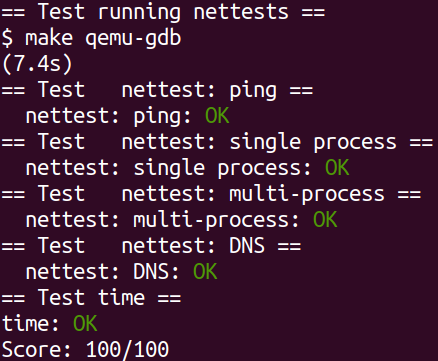 == Test running nettests ==
$ make qemu-gdb
(7.4s)
== Test   nettest: ping ==
  nettest: ping: OK
== Test   nettest: single process ==
  nettest: single process: OK
== Test   nettest: multi-process ==
  nettest: multi-process: OK
== Test   nettest: DNS ==
  nettest: DNS: OK
== Test time ==
time: OK
Score: 100/100